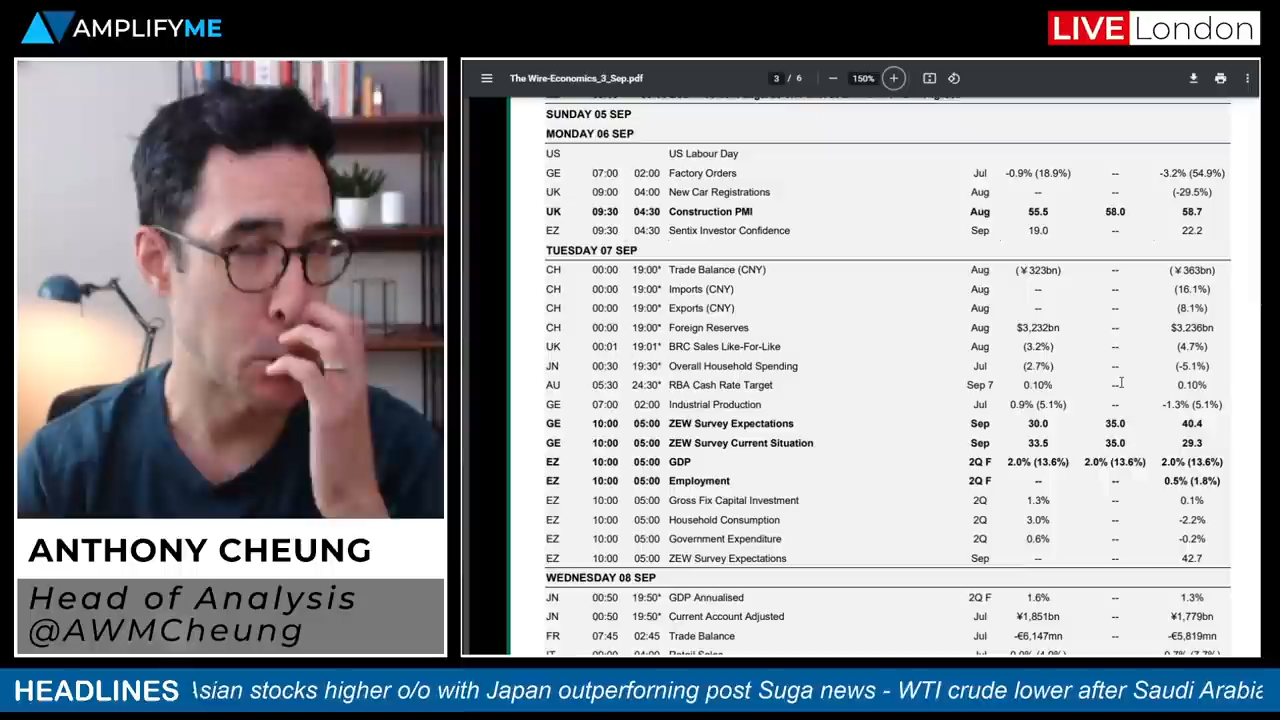 AMPLIFYME
LIVE London
The Wire-Economics_3_Sep.pdf 3 / 6 150%
SUNDAY 05 SEP
MONDAY 06 SEP
US US Labour Day
GE 07:00 02:00 Factory Orders Jul -0.9% (18.9%) -- -3.2% (54.9%)
UK 09:00 04:00 New Car Registrations Aug -- -- (-29.5%)
UK 09:30 04:30 Construction PMI Aug 55.5 58.0 58.7
EZ 09:30 04:30 Sentix Investor Confidence Sep 19.0 -- 22.2
TUESDAY 07 SEP
CH 00:00 19:00* Trade Balance (CNY) Aug (¥323bn) -- (¥363bn)
CH 00:00 19:00* Imports (CNY) Aug -- -- (16.1%)
CH 00:00 19:00* Exports (CNY) Aug -- -- (8.1%)
CH 00:00 19:00* Foreign Reserves Aug $3,232bn -- $3,236bn
UK 00:01 19:01* BRC Sales Like-For-Like Aug (3.2%) -- (4.7%)
JN 00:30 19:30* Overall Household Spending Jul (2.7%) -- (-5.1%)
AU 05:30 24:30* RBA Cash Rate Target Sep 7 0.10% -- 0.10%
GE 07:00 02:00 Industrial Production Jul 0.9% (5.1%) -- -1.3% (5.1%)
GE 10:00 05:00 ZEW Survey Expectations Sep 30.0 35.0 40.4
GE 10:00 05:00 ZEW Survey Current Situation Sep 33.5 35.0 29.3
EZ 10:00 05:00 GDP 2Q F 2.0% (13.6%) 2.0% (13.6%) 2.0% (13.6%)
EZ 10:00 05:00 Employment 2Q F -- -- 0.5% (1.8%)
EZ 10:00 05:00 Gross Fix Capital Investment 2Q 1.3% -- 0.1%
EZ 10:00 05:00 Household Consumption 2Q 3.0% -- -2.2%
EZ 10:00 05:00 Government Expenditure 2Q 0.6% -- -0.2%
EZ 10:00 05:00 ZEW Survey Expectations Sep -- -- 42.7
WEDNESDAY 08 SEP
JN 00:50 19:50* GDP Annualised 2Q F 1.6% -- 1.3%
JN 00:50 19:50* Current Account Adjusted Jul ¥1,851bn -- ¥1,779bn
FR 07:45 02:45 Trade Balance Jul -€6,147mn -- -€5,819mn
ANTHONY CHEUNG
Head of Analysis
@AWMCheung
HEADLINES Asian stocks higher o/o with Japan outperforning post Suga news - WTI crude lower after Saudi Arabia